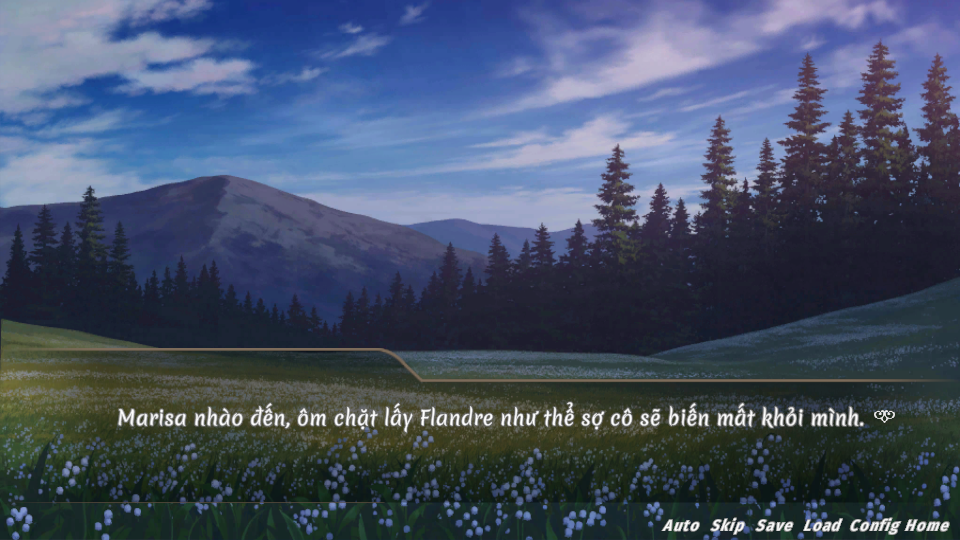 Marisa nhào đến, ôm chặt lấy Flandre như thể sợ cô sẽ biến mất khỏi mình.
Auto Skip Save Load Config Home